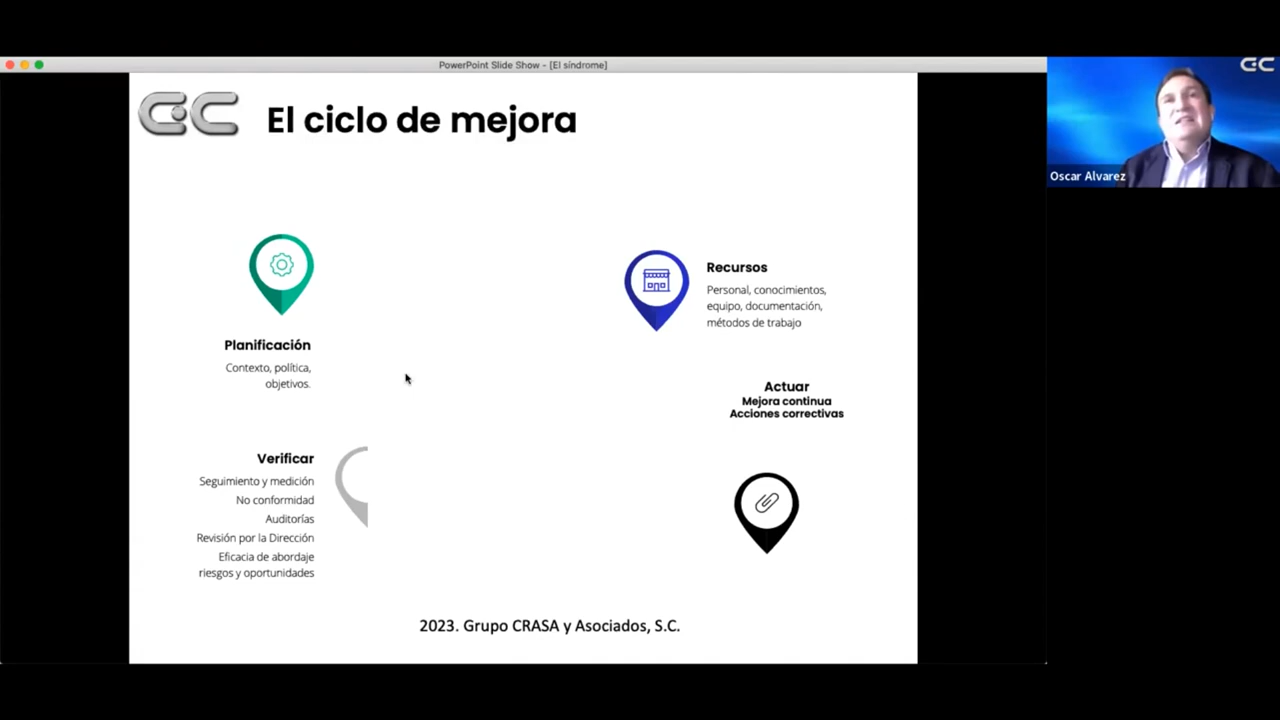 PowerPoint Slide Show - [El síndrome]
GC
El ciclo de mejora
GC
Oscar Alvarez
Planificación
Contexto, política,
objetivos.
Recursos
Personal, conocimientos,
equipo, documentación,
métodos de trabajo
Actuar
Mejora continua
Acciones correctivas
Verificar
Seguimiento y medición
No conformidad
Auditorías
Revisión por la Dirección
Eficacia de abordaje
riesgos y oportunidades
2023. Grupo CRASA y Asociados, S.C.